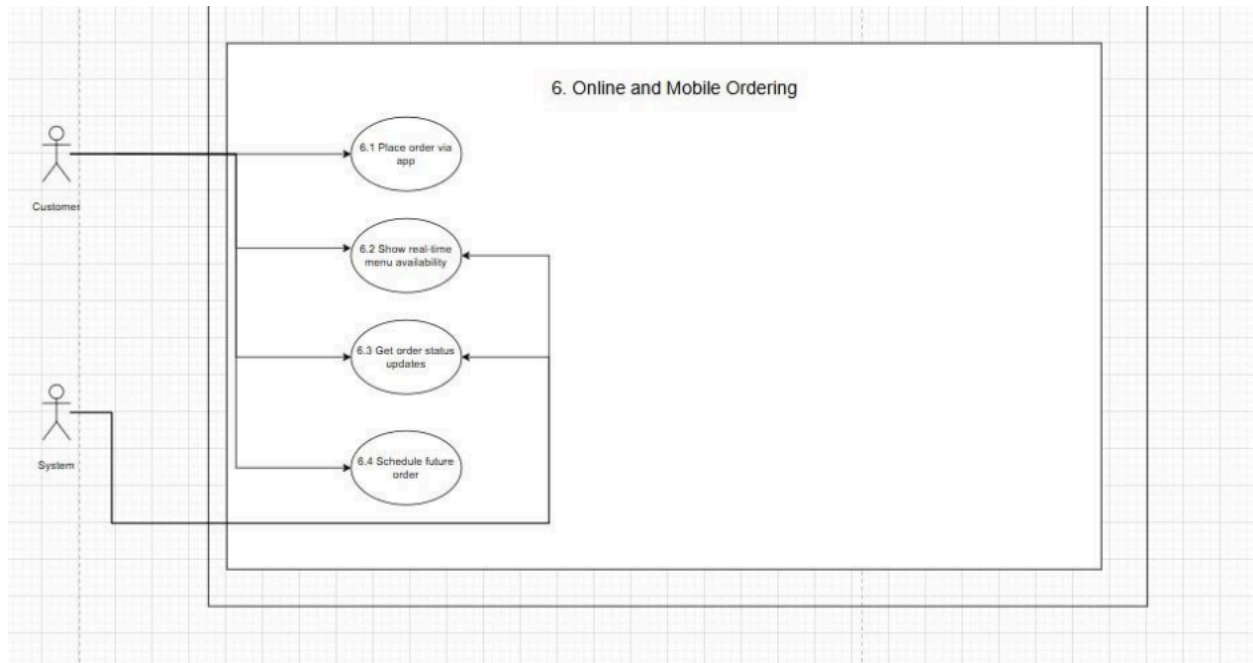 6. Online and Mobile Ordering
6.1 Place order via
app
Customer
6.2 Show real-time
menu availability
6.3 Get order status
updates
6.4 Schedule future
order
System